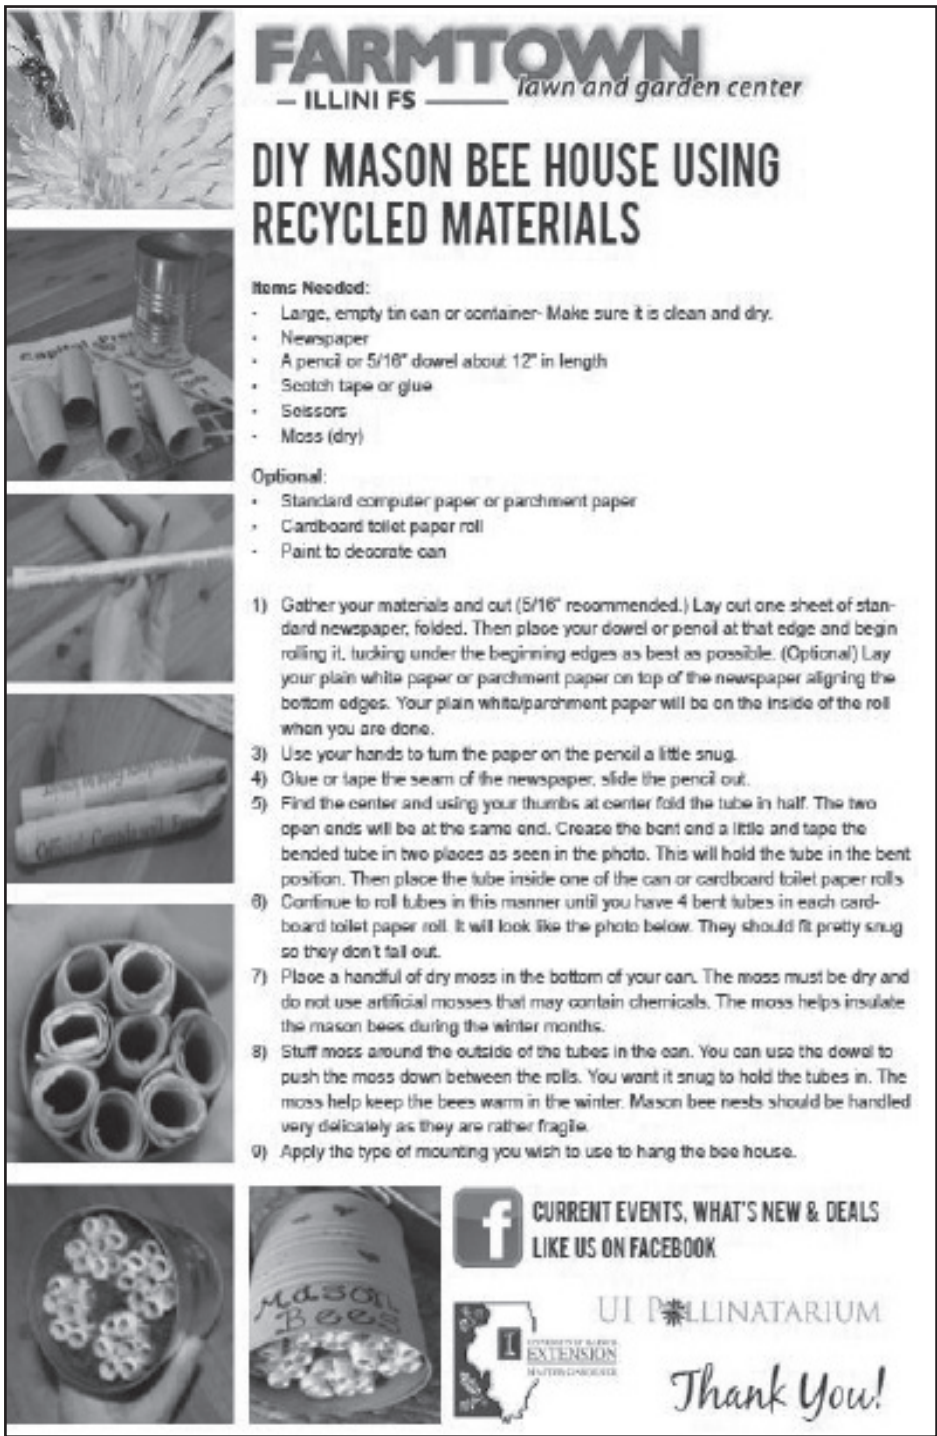 FARMTOWN
lawn and garden center
ILLINI FS
DIY MASON BEE HOUSE USING
RECYCLED MATERIALS
Items Needed:
- Large, empty tin can or container- Make sure it is clean and dry.
- Newspaper
- A pencil or 5/16" dowel about 12" in length
- Scotch tape or glue
- Scissors
- Moss (dry)
Optional:
- Standard computer paper or parchment paper
- Cardboard toilet paper roll
- Paint to decorate can
1) Gather your materials and cut (5/16" recommended.) Lay out one sheet of stan-
dard newspaper, folded. Then place your dowel or pencil at that edge and begin
rolling it, tucking under the beginning edges as best as possible. (Optional) Lay
your plain white paper or parchment paper on top of the newspaper aligning the
bottom edges. Your plain white/parchment paper will be on the inside of the roll
when you are done.
3) Use your hands to turn the paper on the pencil a little snug.
4) Glue or tape the seam of the newspaper, slide the pencil out.
5) Find the center and using your thumbs at center fold the tube in half. The two
open ends will be at the same end. Crease the bent end a little and tape the
bended tube in two places as seen in the photo. This will hold the tube in the bent
position. Then place the tube inside one of the can or cardboard toilet paper rolls
6) Continue to roll tubes in this manner until you have 4 bent tubes in each card-
board toilet paper roll. It will look like the photo below. They should fit pretty snug
so they don't fall out.
7) Place a handful of dry moss in the bottom of your can. The moss must be dry and
do not use artificial mosses that may contain chemicals. The moss helps insulate
the mason bees during the winter months.
8) Stuff moss around the outside of the tubes in the can. You can use the dowel to
push the moss down between the rolls. You want it snug to hold the tubes in. The
moss help keep the bees warm in the winter. Mason bee nests should be handled
very delicately as they are rather fragile.
9) Apply the type of mounting you wish to use to hang the bee house.
Mason
Bees
f
CURRENT EVENTS, WHAT'S NEW & DEALS
LIKE US ON FACEBOOK
UI POLLINATARIUM
I
UNIVERSITY OF ILLINOIS
EXTENSION
MASTER GARDENER
Thank You!